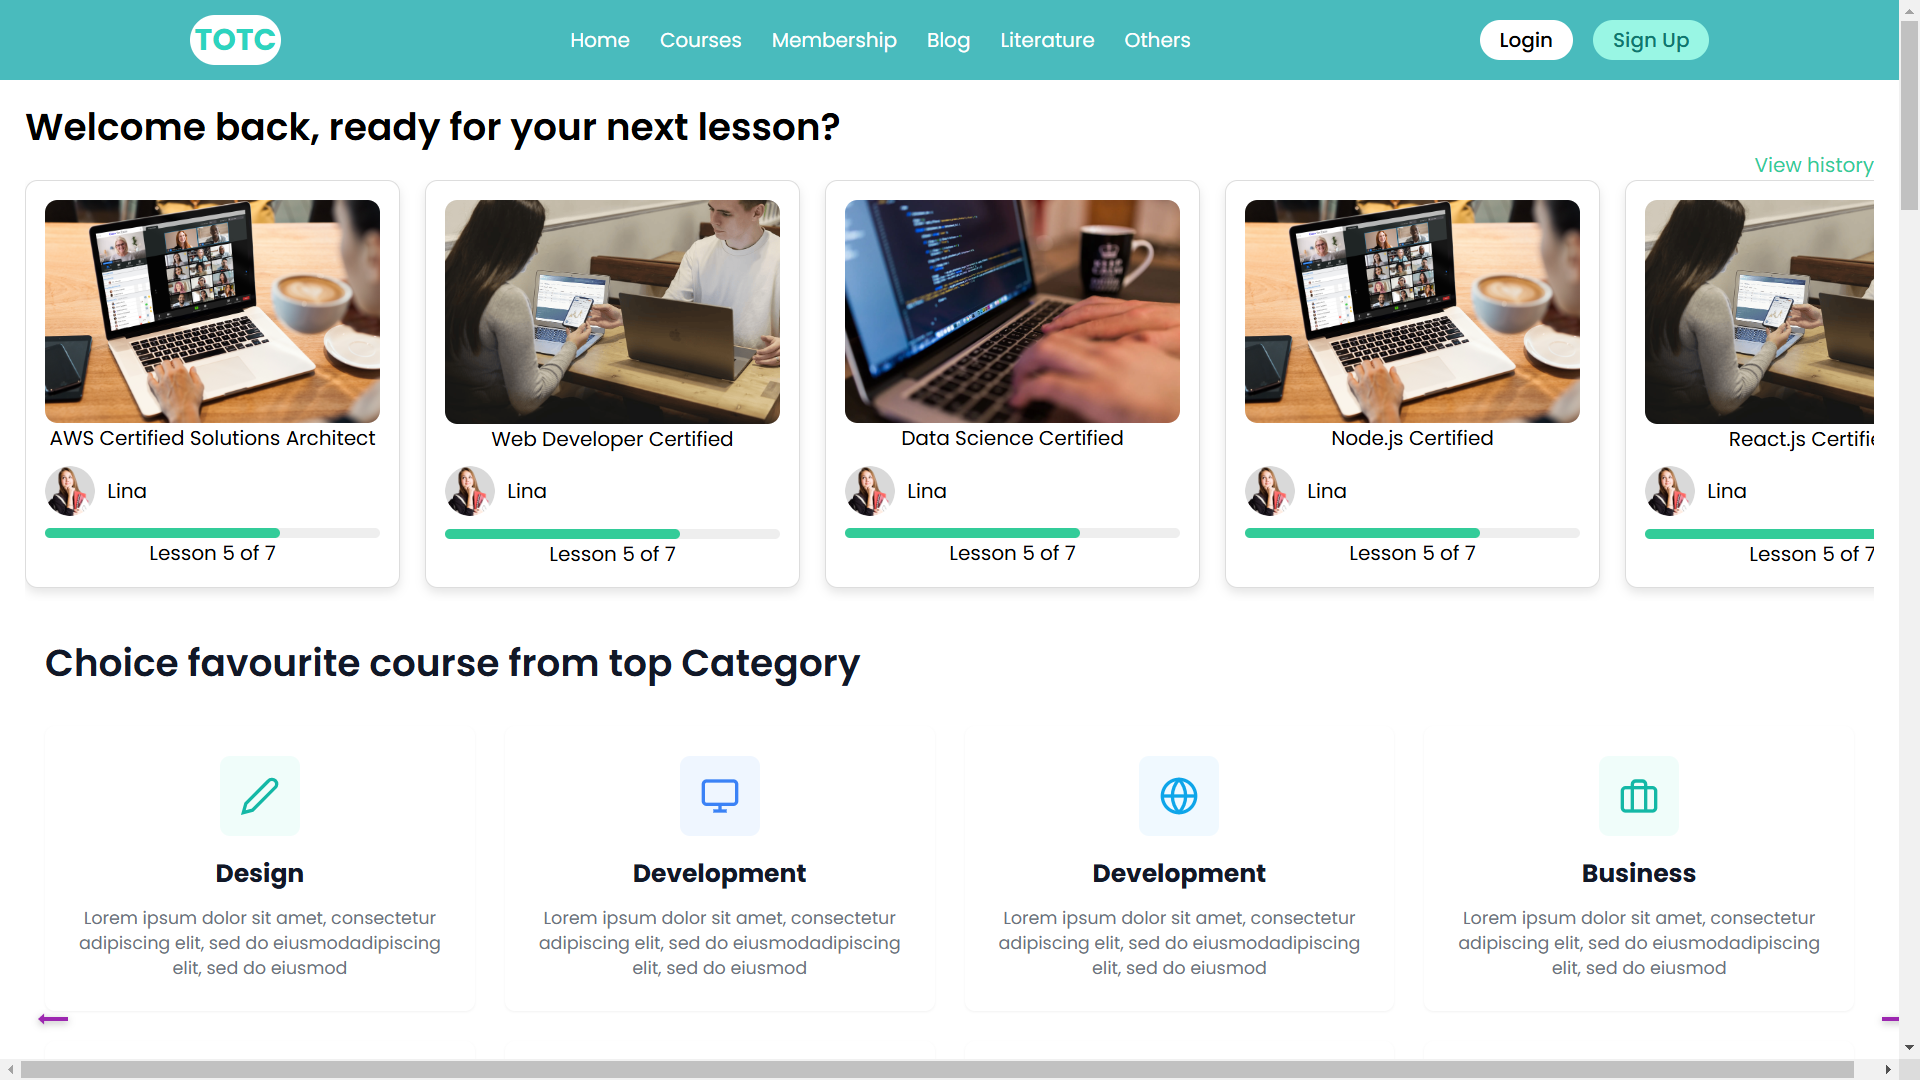 TOTC
Home Courses Membership Blog Literature Others
Login
Sign Up
Welcome back, ready for your next lesson?
View history
AWS Certified Solutions Architect
Lina
Lesson 5 of 7
Web Developer Certified
Lina
Lesson 5 of 7
Data Science Certified
Lina
Lesson 5 of 7
Node.js Certified
Lina
Lesson 5 of 7
React.js Certifie
Lina
Lesson 5 of 7
Choice favourite course from top Category
Design
Lorem ipsum dolor sit amet, consectetur
adipiscing elit, sed do eiusmodadipiscing
elit, sed do eiusmod
Development
Lorem ipsum dolor sit amet, consectetur
adipiscing elit, sed do eiusmodadipiscing
elit, sed do eiusmod
Development
Lorem ipsum dolor sit amet, consectetur
adipiscing elit, sed do eiusmodadipiscing
elit, sed do eiusmod
Business
Lorem ipsum dolor sit amet, consectetur
adipiscing elit, sed do eiusmodadipiscing
elit, sed do eiusmod